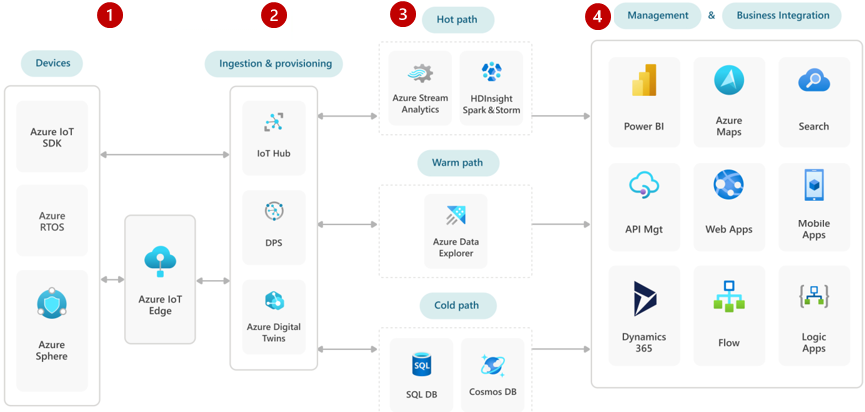 1
2
3
4
Devices
Ingestion & provisioning
Hot path
Management & Business Integration
Azure IoT
SDK
Azure
RTOS
Azure
Sphere
Azure IoT
Edge
IoT Hub
DPS
Azure Digital
Twins
Azure Stream
Analytics
HDInsight
Spark & Storm
Warm path
Azure Data
Explorer
Cold path
SQL
SQL DB
Cosmos DB
Power BI
Azure
Maps
Search
API Mgt
Web Apps
Mobile
Apps
Dynamics
365
Flow
Logic
Apps